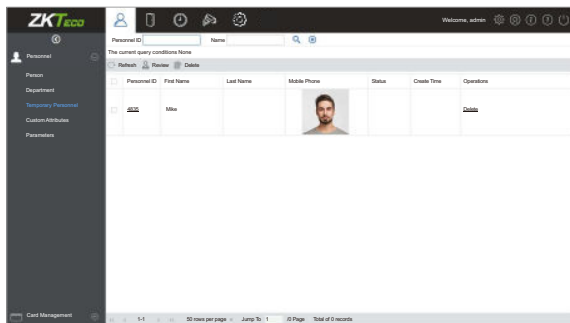 ZKTeco
Welcome, admin
Personnel ID
Name
The current query conditions None
Personnel
Refresh Review Delete
Person
Department
Temporary Personnel
Custom Attributes
Parameters
Personnel ID First Name Last Name Mobile Phone Status Create Time Operations
4635 Mike Delete
Card Management
1-1 50 rows per page Jump To 1 /0 Page Total of 0 records